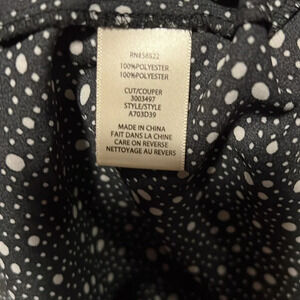 RN#58522
100%POLYESTER
100%POLYESTER
CUT/COUPER
3003497
STYLE/STYLE
A703D39
MADE IN CHINA
FAIT DANS LA CHINE
CARE ON REVERSE
NETTOYAGE AU REVERS